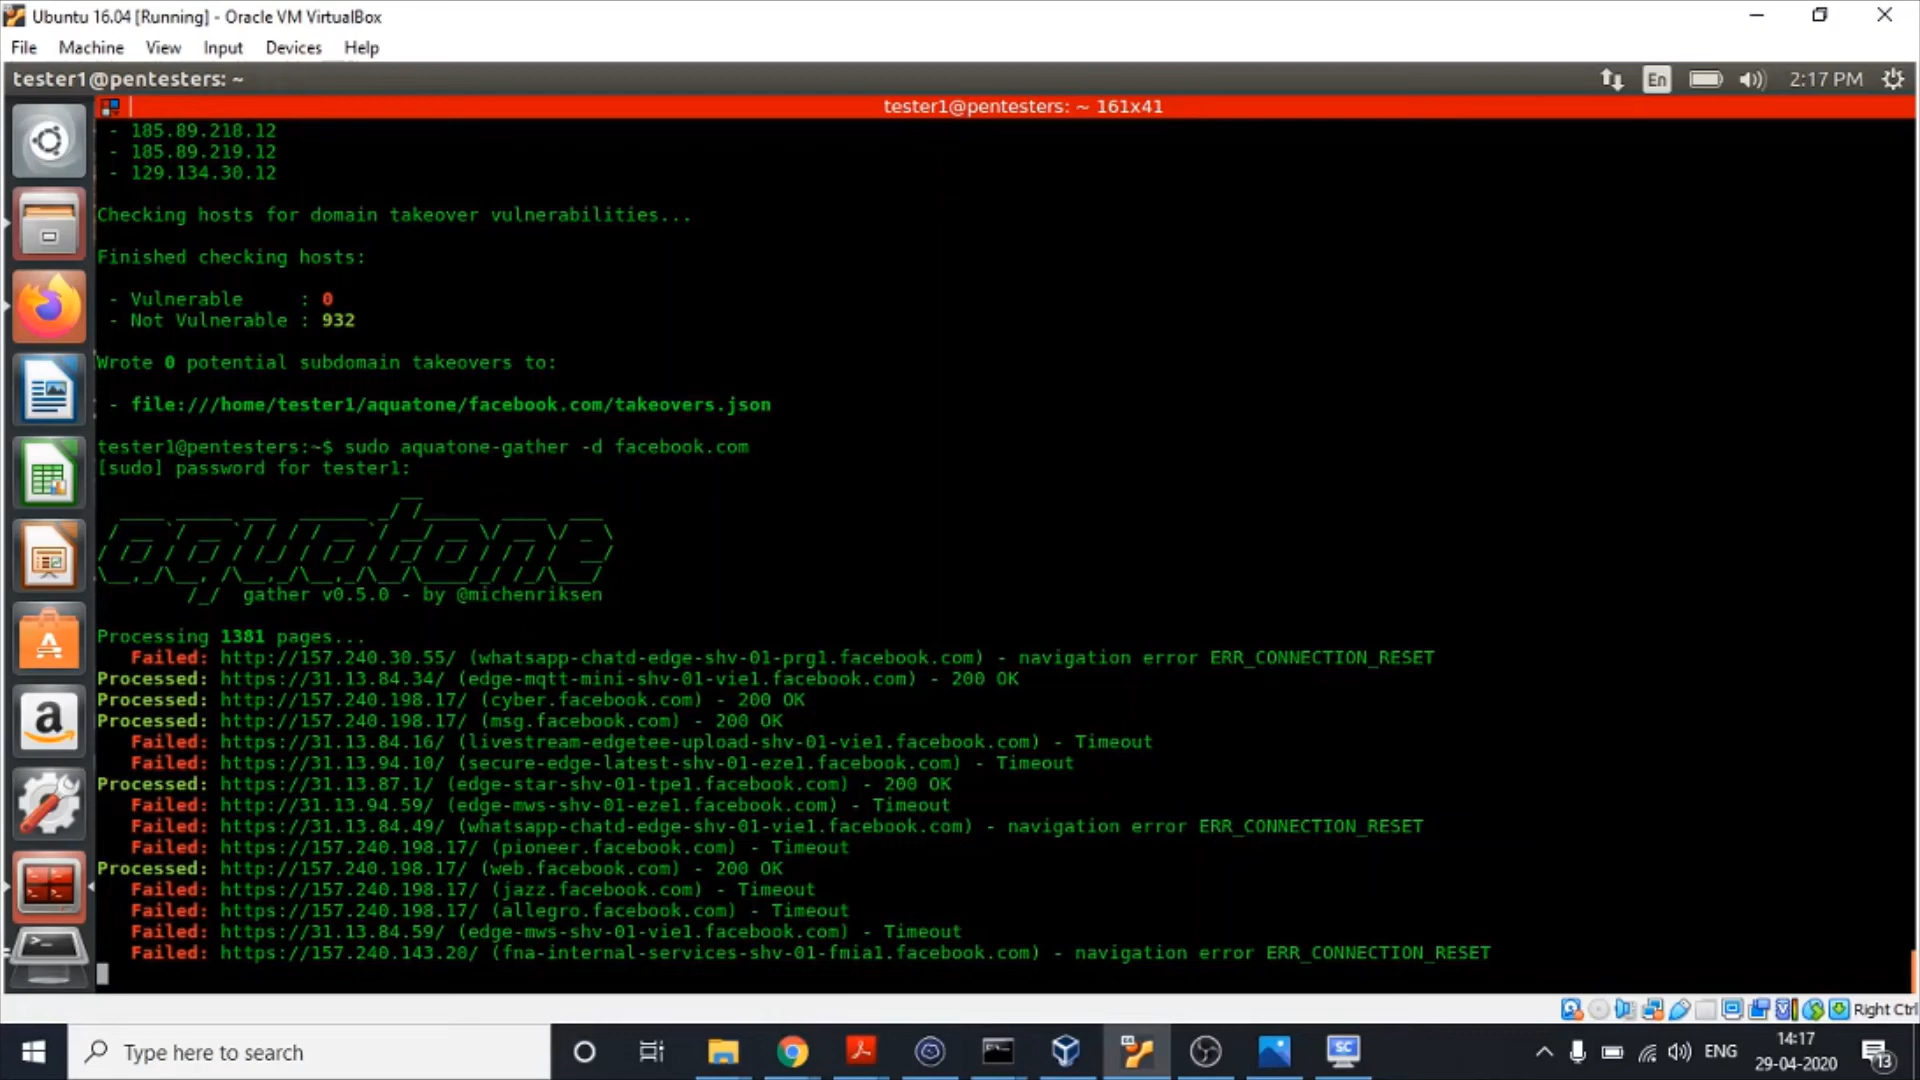 Ubuntu 16.04 [Running] - Oracle VM VirtualBox
File Machine View Input Devices Help
tester1@pentesters: ~
En 2:17 PM
tester1@pentesters: ~ 161x41
- 185.89.218.12
- 185.89.219.12
- 129.134.30.12
Checking hosts for domain takeover vulnerabilities...
Finished checking hosts:
- Vulnerable : 0
- Not Vulnerable : 932
Wrote 0 potential subdomain takeovers to:
- file:///home/tester1/aquatone/facebook.com/takeovers.json
tester1@pentesters:~$ sudo aquatone-gather -d facebook.com
[sudo] password for tester1:
aquatone
gather v0.5.0 - by @michenriksen
Processing 1381 pages...
Failed: http://157.240.30.55/ (whatsapp-chatd-edge-shv-01-prg1.facebook.com) - navigation error ERR_CONNECTION_RESET
Processed: https://31.13.84.34/ (edge-mqtt-mini-shv-01-vie1.facebook.com) - 200 OK
Processed: http://157.240.198.17/ (cyber.facebook.com) - 200 OK
Processed: http://157.240.198.17/ (msg.facebook.com) - 200 OK
Failed: https://31.13.84.16/ (livestream-edgetee-upload-shv-01-vie1.facebook.com) - Timeout
Failed: https://31.13.94.10/ (secure-edge-latest-shv-01-eze1.facebook.com) - Timeout
Processed: https://31.13.87.1/ (edge-star-shv-01-tpe1.facebook.com) - 200 OK
Failed: http://31.13.94.59/ (edge-mws-shv-01-eze1.facebook.com) - Timeout
Failed: https://31.13.84.49/ (whatsapp-chatd-edge-shv-01-vie1.facebook.com) - navigation error ERR_CONNECTION_RESET
Failed: http://157.240.198.17/ (pioneer.facebook.com) - Timeout
Processed: http://157.240.198.17/ (web.facebook.com) - 200 OK
Failed: https://157.240.198.17/ (jazz.facebook.com) - Timeout
Failed: https://157.240.198.17/ (allegro.facebook.com) - Timeout
Failed: https://31.13.84.59/ (edge-mws-shv-01-vie1.facebook.com) - Timeout
Failed: https://157.240.143.20/ (fna-internal-services-shv-01-fmia1.facebook.com) - navigation error ERR_CONNECTION_RESET
Right Ctrl
Type here to search
SC
ENG
14:17
29-04-2020
13